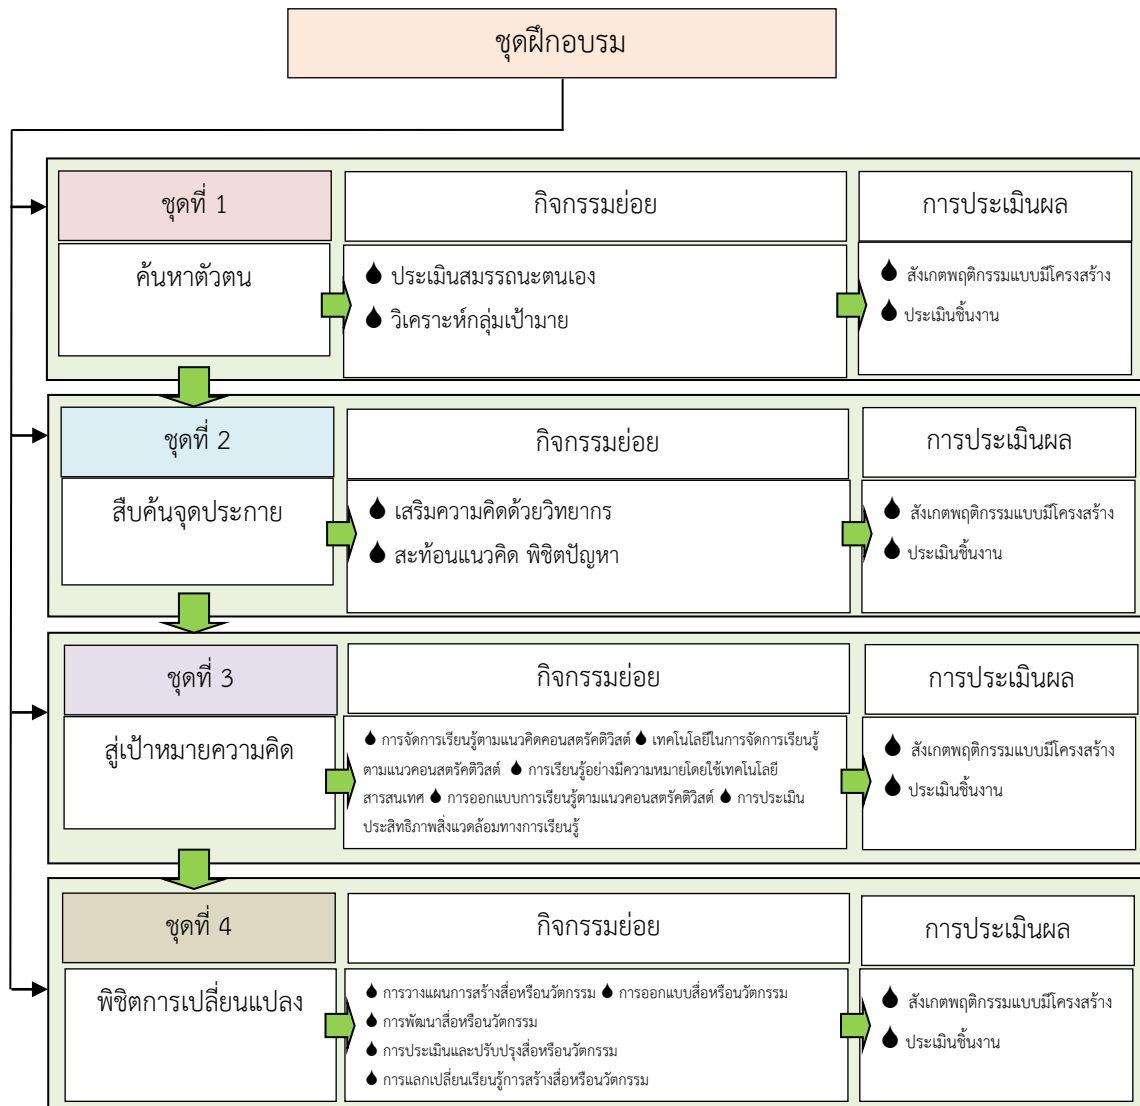 ชุดฝึกอบรม
ชุดที่ 1
กิจกรรมย่อย
การประเมินผล
ค้นหาตัวตน
ประเมินสมรรถนะตนเอง
วิเคราะห์กลุ่มเป้ามาย
สังเกตพฤติกรรมแบบมีโครงสร้าง
ประเมินชิ้นงาน
ชุดที่ 2
กิจกรรมย่อย
การประเมินผล
สืบค้นจุดประกาย
เสริมความคิดด้วยวิทยากร
สะท้อนแนวคิด พิชิตปัญหา
สังเกตพฤติกรรมแบบมีโครงสร้าง
ประเมินชิ้นงาน
ชุดที่ 3
กิจกรรมย่อย
การประเมินผล
สู่เป้าหมายความคิด
การจัดการเรียนรู้ตามแนวคิดคอนสตรัคติวิสต์ เทคโนโลยีในการจัดการเรียนรู้
ตามแนวคอนสตรัคติวิสต์ การเรียนรู้อย่างมีความหมายโดยใช้เทคโนโลยี
สารสนเทศ การออกแบบการเรียนรู้ตามแนวคอนสตรัคติวิสต์ การประเมิน
ประสิทธิภาพสิ่งแวดล้อมทางการเรียนรู้
สังเกตพฤติกรรมแบบมีโครงสร้าง
ประเมินชิ้นงาน
ชุดที่ 4
กิจกรรมย่อย
การประเมินผล
พิชิตการเปลี่ยนแปลง
การวางแผนการสร้างสื่อหรือนวัตกรรม การออกแบบสื่อหรือนวัตกรรม
การพัฒนาสื่อหรือนวัตกรรม
การประเมินและปรับปรุงสื่อหรือนวัตกรรม
การแลกเปลี่ยนเรียนรู้การสร้างสื่อหรือนวัตกรรม
สังเกตพฤติกรรมแบบมีโครงสร้าง
ประเมินชิ้นงาน